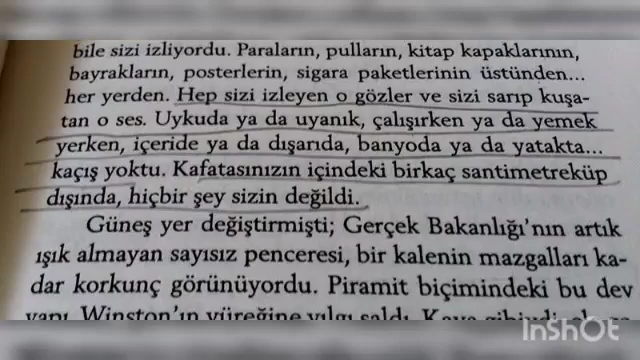 bile sizi izliyordu. Paraların, pulların, kitap kapaklarının,
bayrakların, posterlerin, sigara paketlerinin üstünden...
her yerden. Hep sizi izleyen o gözler ve sizi sarıp kuşa-
tan o ses. Uykuda ya da uyanık, çalışırken ya da yemek
yerken, içeride ya da dışarıda, banyoda ya da yatakta...
kaçış yoktu. Kafatasınızın içindeki birkaç santimetreküp
dışında, hiçbir şey sizin değildi.
Güneş yer değiştirmişti; Gerçek Bakanlığı'nın artık
ışık almayan sayısız penceresi, bir kalenin mazgalları ka-
dar korkunç görünüyordu. Piramit biçimindeki bu dev
yapı, Winston'ın yüreğine yılgı saldı.
InShOt